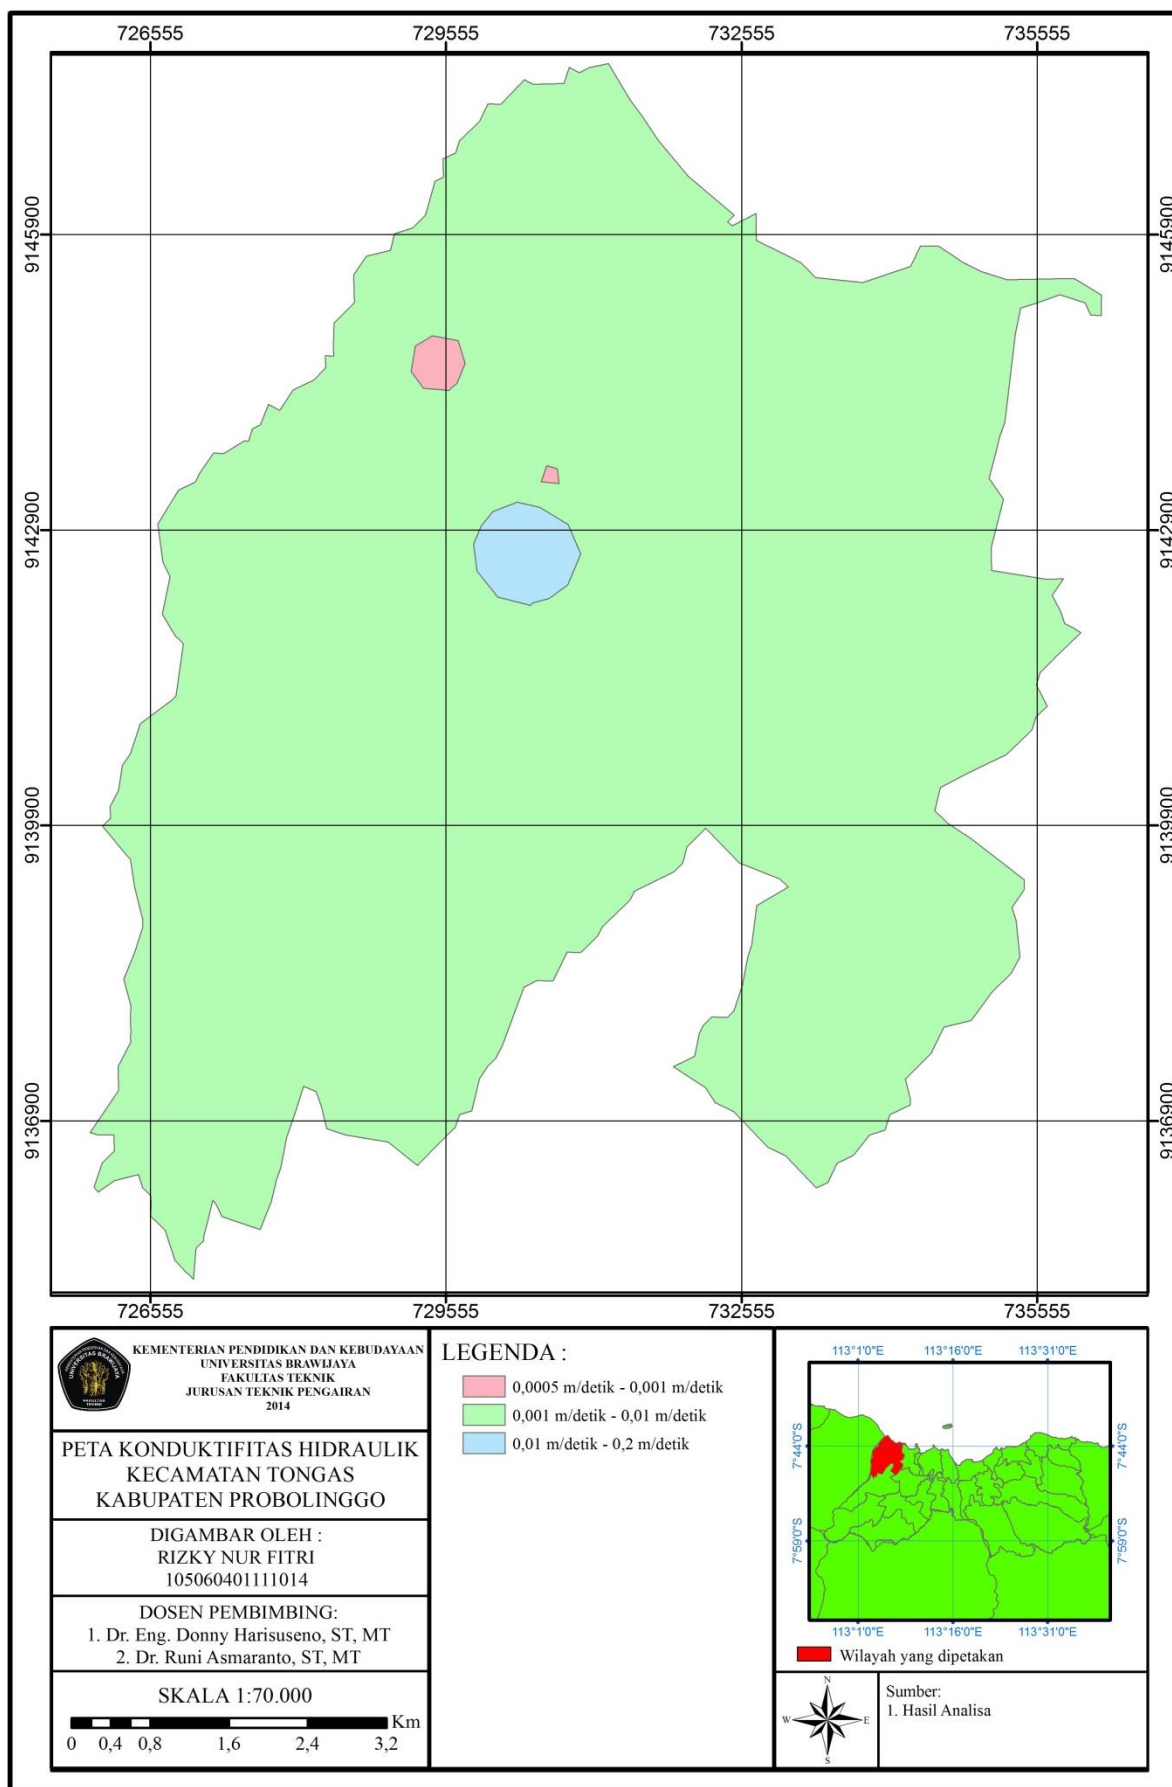 726555 729555 732555 735555
9145900 9145900
9142900 9142900
9139900 9139900
9136900 9136900
726555 729555 732555 735555
UNIVERSITAS BRAWIJAYA
FAKULTAS
TEKNIK
KEMENTERIAN PENDIDIKAN DAN KEBUDAYAAN
UNIVERSITAS BRAWIJAYA
FAKULTAS TEKNIK
JURUSAN TEKNIK PENGAIRAN
2014
PETA KONDUKTIFITAS HIDRAULIK
KECAMATAN TONGAS
KABUPATEN PROBOLINGGO
DIGAMBAR OLEH :
RIZKY NUR FITRI
105060401111014
DOSEN PEMBIMBING:
1. Dr. Eng. Donny Harisuseno, ST, MT
2. Dr. Runi Asmaranto, ST, MT
SKALA 1:70.000
Km
0 0,4 0,8 1,6 2,4 3,2
LEGENDA :
0,0005 m/detik - 0,001 m/detik
0,001 m/detik - 0,01 m/detik
0,01 m/detik - 0,2 m/detik
113°1'0"E 113°16'0"E 113°31'0"E
7°44'0"S 7°44'0"S
7°59'0"S 7°59'0"S
113°1'0"E 113°16'0"E 113°31'0"E
Wilayah yang dipetakan
N
W E
S
Sumber:
1. Hasil Analisa